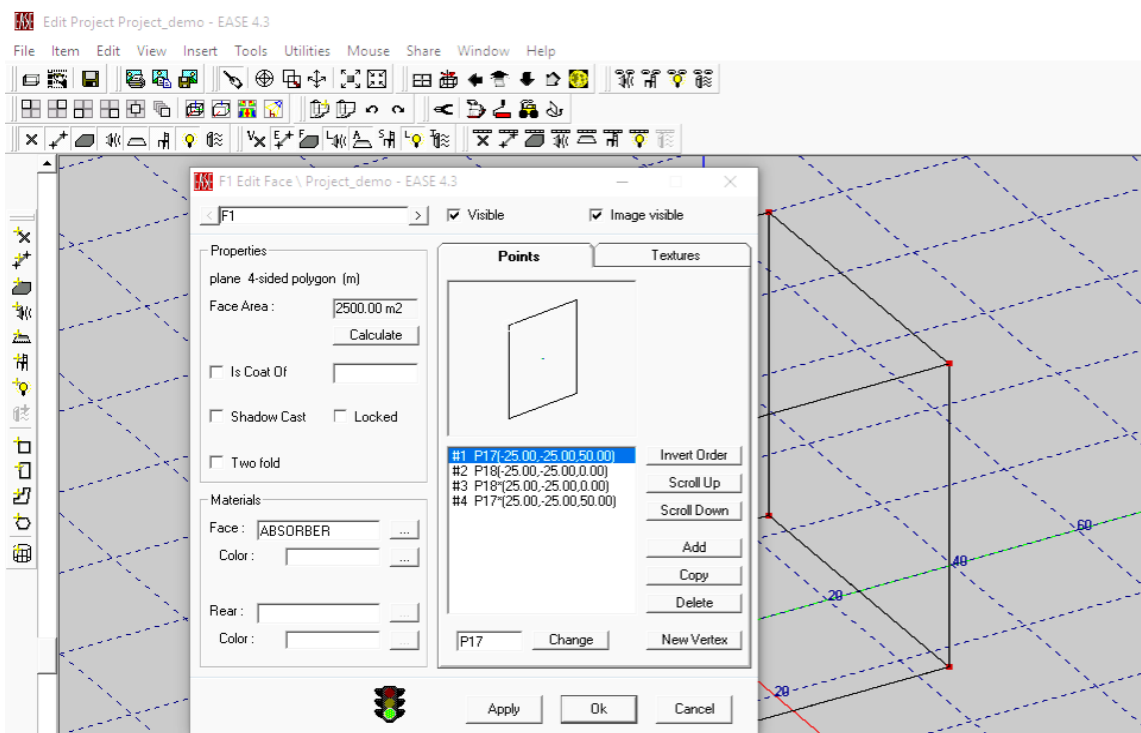 EASE Edit Project Project_demo - EASE 4.3
File Item Edit View Insert Tools Utilities Mouse Share Window Help
EASE F1 Edit Face \ Project_demo - EASE 4.3
F1
Visible
Image visible
Properties
plane 4-sided polygon (m)
Face Area : 2500.00 m2
Calculate
Is Coat Of
Shadow Cast
Locked
Two fold
Materials
Face : ABSORBER ...
Color : ...
Rear : ...
Color : ...
Points
Textures
#1 P17(-25.00,-25.00,50.00)
#2 P18(-25.00,-25.00,0.00)
#3 P18*(25.00,-25.00,0.00)
#4 P17*(25.00,-25.00,50.00)
Invert Order
Scroll Up
Scroll Down
Add
Copy
Delete
P17
Change
New Vertex
Apply
Ok
Cancel
60
40
20
20